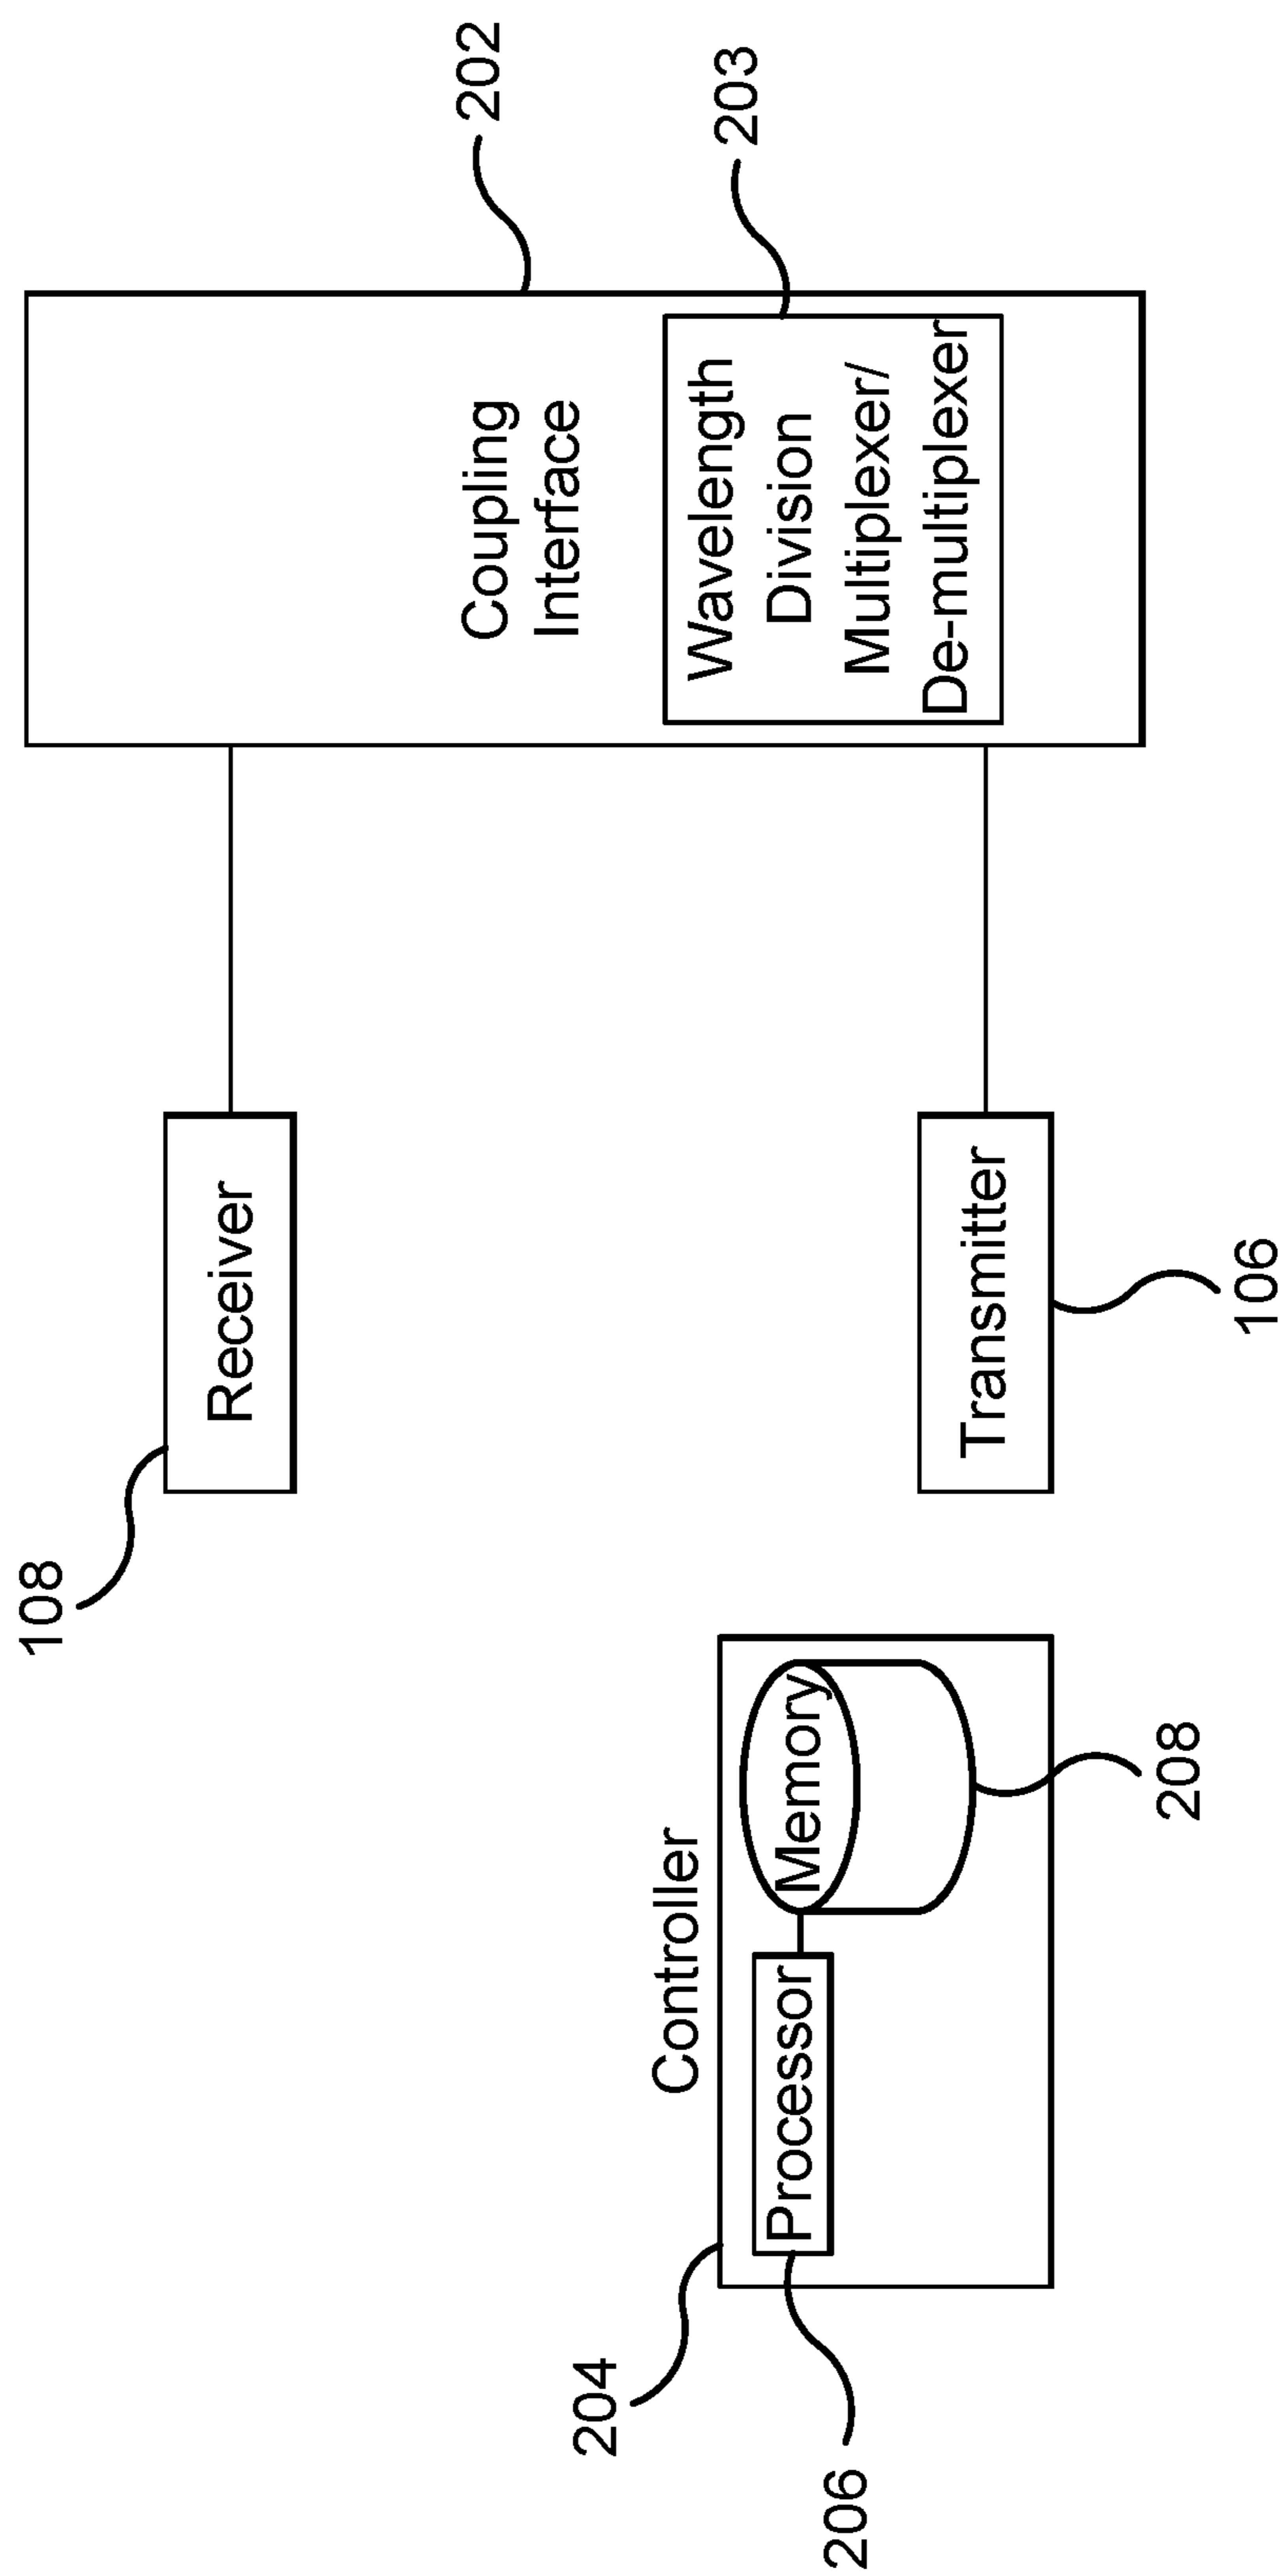 108
Receiver
202
Coupling
Interface
203
Wavelength
Division
Multiplexer/
De-multiplexer
204
Controller
206
Processor
Memory
208
Transmitter
106